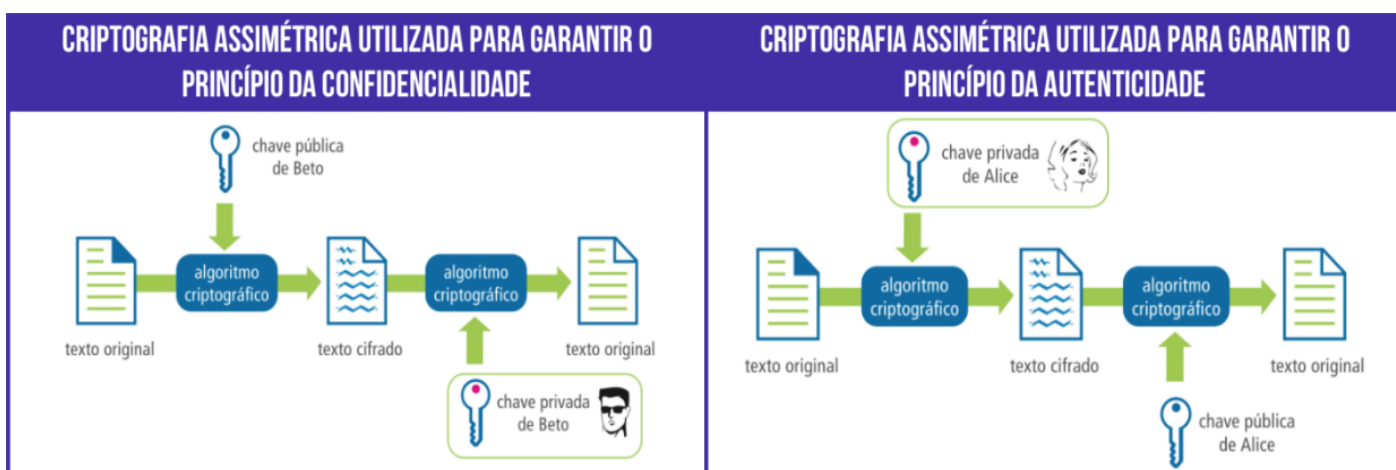 CRIPTOGRAFIA ASSIMÉTRICA UTILIZADA PARA GARANTIR O
PRINCÍPIO DA CONFIDENCIALIDADE
chave pública
de Beto
algoritmo
criptográfico
algoritmo
criptográfico
texto original
texto cifrado
texto original
chave privada
de Beto
CRIPTOGRAFIA ASSIMÉTRICA UTILIZADA PARA GARANTIR O
PRINCÍPIO DA AUTENTICIDADE
chave privada
de Alice
algoritmo
criptográfico
algoritmo
criptográfico
texto original
texto cifrado
texto original
chave pública
de Alice